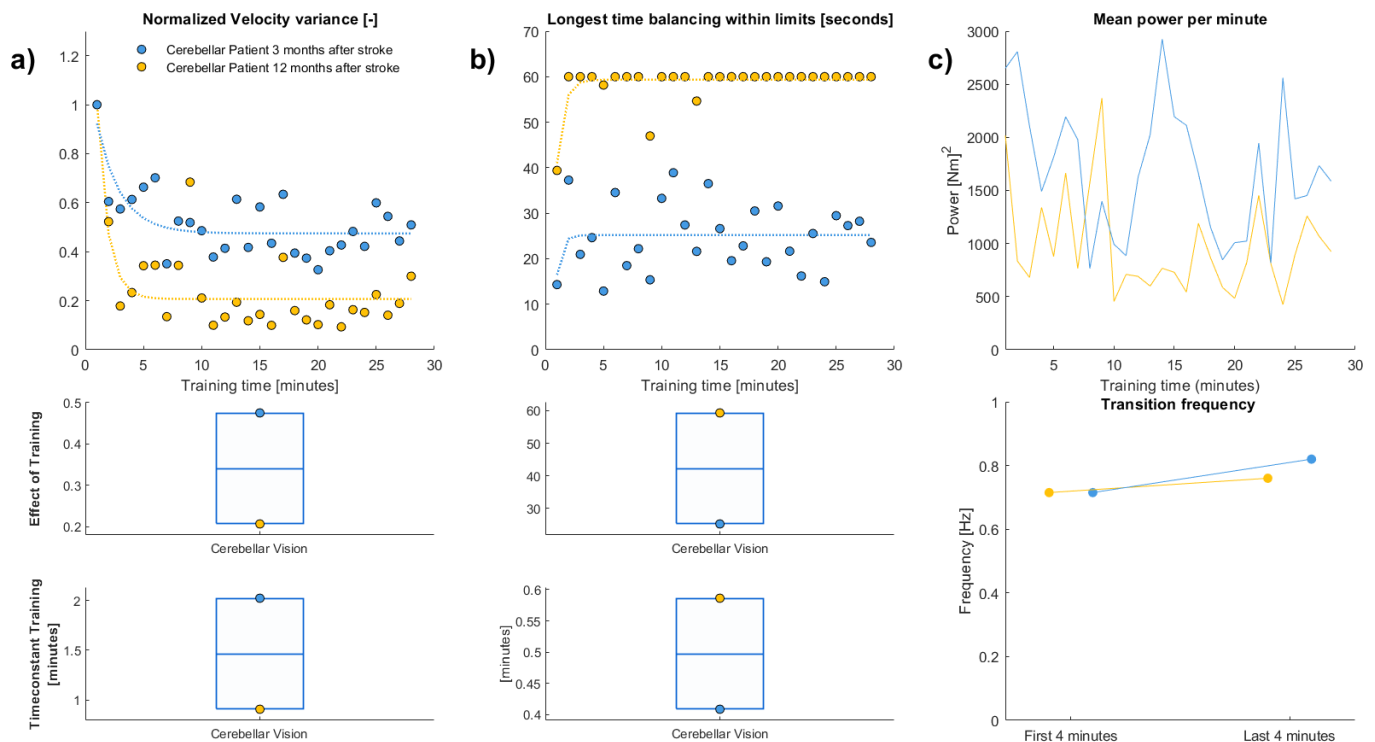 a)
Normalized Velocity variance [-]
Cerebellar Patient 3 months after stroke
Cerebellar Patient 12 months after stroke
1.2
1
0.8
0.6
0.4
0.2
0
0 5 10 15 20 25 30
Training time [minutes]
b)
Longest time balancing within limits [seconds]
70
60
50
40
30
20
10
0
0 5 10 15 20 25 30
Training time [minutes]
c)
Mean power per minute
Power [Nm]2
3000
2500
2000
1500
1000
500
0
5 10 15 20 25 30
Training time (minutes)
Effect of Training
0.5
0.4
0.3
0.2
Cerebellar Vision
60
50
40
30
Cerebellar Vision
Timeconstant Training
[minutes]
2
1.5
1
Cerebellar Vision
[minutes]
0.6
0.55
0.5
0.45
0.4
Cerebellar Vision
Transition frequency
Frequency [Hz]
1
0.8
0.6
0.4
0.2
0
First 4 minutes Last 4 minutes